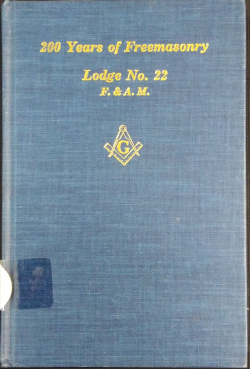 200 Years of Freemasonry
Lodge No. 22
F. & A. M.
G